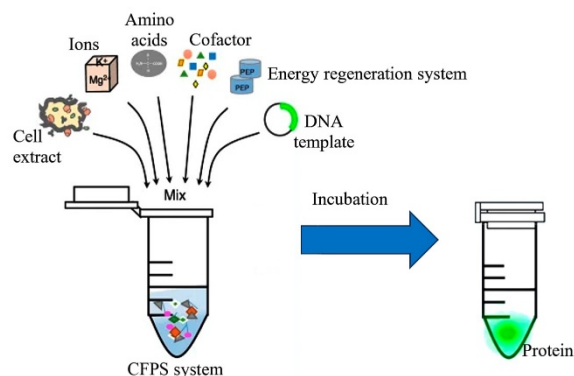 Amino
acids
Ions
Cofactor
K⁺
Mg²⁺
PEP
PEP
Energy regeneration system
Cell
extract
DNA
template
Mix
Incubation
CFPS system
Protein